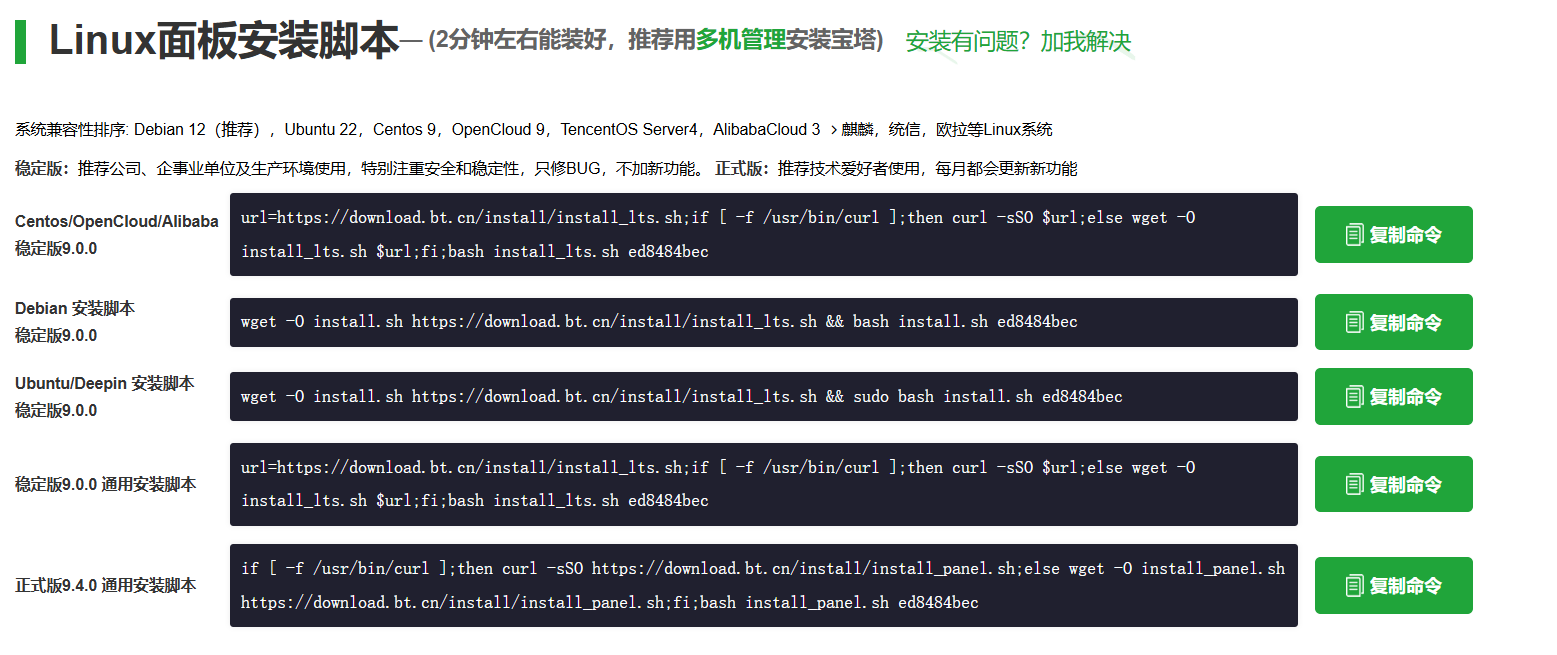 Linux面板安装脚本— (2分钟左右能装好，推荐用多机管理安装宝塔) 安装有问题？加我解决
系统兼容性排序: Debian 12（推荐），Ubuntu 22，Centos 9，OpenCloud 9，TencentOS Server4，AlibabaCloud 3 > 麒麟，统信，欧拉等Linux系统
稳定版：推荐公司、企事业单位及生产环境使用，特别注重安全和稳定性，只修BUG，不加新功能。 正式版：推荐技术爱好者使用，每月都会更新新功能
Centos/OpenCloud/Alibaba
稳定版9.0.0
url=https://download.bt.cn/install/install_lts.sh;if [ -f /usr/bin/curl ];then curl -sSO $url;else wget -O
install_lts.sh $url;fi;bash install_lts.sh ed8484bec
复制命令
Debian 安装脚本
稳定版9.0.0
wget -O install.sh https://download.bt.cn/install/install_lts.sh && bash install.sh ed8484bec
复制命令
Ubuntu/Deepin 安装脚本
稳定版9.0.0
wget -O install.sh https://download.bt.cn/install/install_lts.sh && sudo bash install.sh ed8484bec
复制命令
稳定版9.0.0 通用安装脚本
url=https://download.bt.cn/install/install_lts.sh;if [ -f /usr/bin/curl ];then curl -sSO $url;else wget -O
install_lts.sh $url;fi;bash install_lts.sh ed8484bec
复制命令
正式版9.4.0 通用安装脚本
if [ -f /usr/bin/curl ];then curl -sSO https://download.bt.cn/install/install_panel.sh;else wget -O install_panel.sh
https://download.bt.cn/install/install_panel.sh;fi;bash install_panel.sh ed8484bec
复制命令